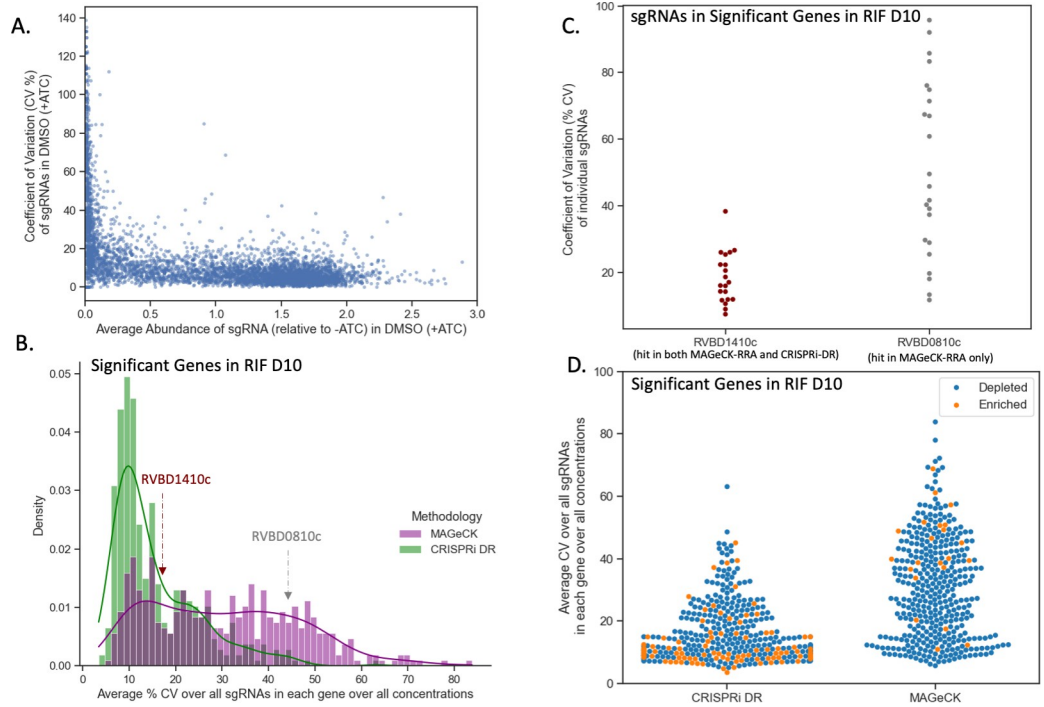 A.
140
120
100
80
60
40
20
0
Coefficient of Variation (CV %)
of sgRNAs in DMSO (+ATC)
0.0 0.5 1.0 1.5 2.0 2.5 3.0
Average Abundance of sgRNA (relative to -ATC) in DMSO (+ATC)
B.
Significant Genes in RIF D10
0.05
0.04
0.03
0.02
0.01
0.00
Density
RVBD1410c
RVBD0810c
Methodology
MAGeCK
CRISPRi DR
0 10 20 30 40 50 60 70 80
Average % CV over all sgRNAs in each gene over all concentrations
C.
sgRNAs in Significant Genes in RIF D10
100
80
60
40
20
Coefficient of Variation (% CV)
of individual sgRNAs
RVBD1410c RVBD0810c
(hit in both MAGeCK-RRA and CRISPRi-DR) (hit in MAGeCK-RRA only)
D.
Significant Genes in RIF D10
Depleted
Enriched
100
80
60
40
20
0
Average CV over all sgRNAs
in each gene over all concentrations
CRISPRi DR MAGeCK